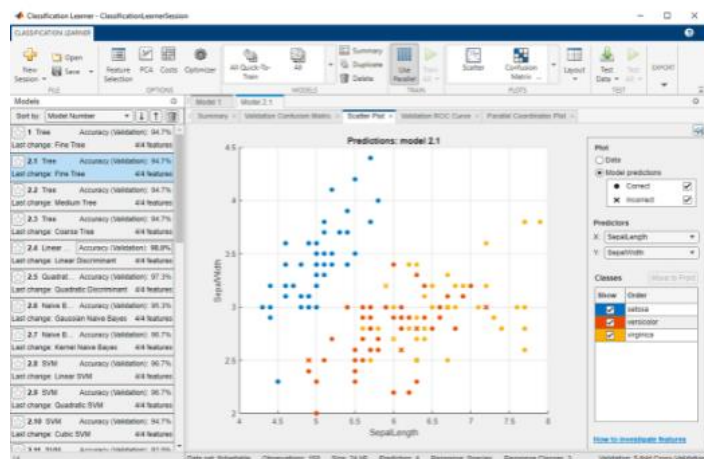 Classification Learner - ClassificationLearnerSession
CLASSIFICATION LEARNER
New Session
Open
Save
Feature Selection
PCA
Costs
Optimizer
All Quick-To-Train
All
Summary
Duplicate
Delete
Use Parallel
Train All
Scatter
Confusion Matrix
Layout
Test Data
Test All
EXPORT
FILE
OPTIONS
MODELS
TRAIN
PLOTS
TEST
Models
Model 1
Model 2.1
Sort by: Model Number
Summary
Validation Confusion Matrix
Scatter Plot
Validation ROC Curve
Parallel Coordinates Plot
1 Tree Accuracy (Validation): 94.7%
Last change: Fine Tree 4/4 features
2.1 Tree Accuracy (Validation): 94.7%
Last change: Fine Tree 4/4 features
2.2 Tree Accuracy (Validation): 94.7%
Last change: Medium Tree 4/4 features
2.3 Tree Accuracy (Validation): 94.7%
Last change: Coarse Tree 4/4 features
2.4 Linear ... Accuracy (Validation): 98.0%
Last change: Linear Discriminant 4/4 features
2.5 Quadrat... Accuracy (Validation): 97.3%
Last change: Quadratic Discriminant 4/4 features
2.6 Naive B... Accuracy (Validation): 95.3%
Last change: Gaussian Naive Bayes 4/4 features
2.7 Naive B... Accuracy (Validation): 96.7%
Last change: Kernel Naive Bayes 4/4 features
2.8 SVM Accuracy (Validation): 96.7%
Last change: Linear SVM 4/4 features
2.9 SVM Accuracy (Validation): 96.7%
Last change: Quadratic SVM 4/4 features
2.10 SVM Accuracy (Validation): 94.7%
Last change: Cubic SVM 4/4 features
2.11 SVM Accuracy (Validation):
Predictions: model 2.1
SepalWidth
4.5
4
3.5
3
2.5
2
4 4.5 5 5.5 6 6.5 7 7.5 8
SepalLength
Plot
Data
Model predictions
Correct
Incorrect
Predictors
X: SepalLength
Y: SepalWidth
Classes
Move to Front
Show Order
setosa
versicolor
virginica
How to investigate features